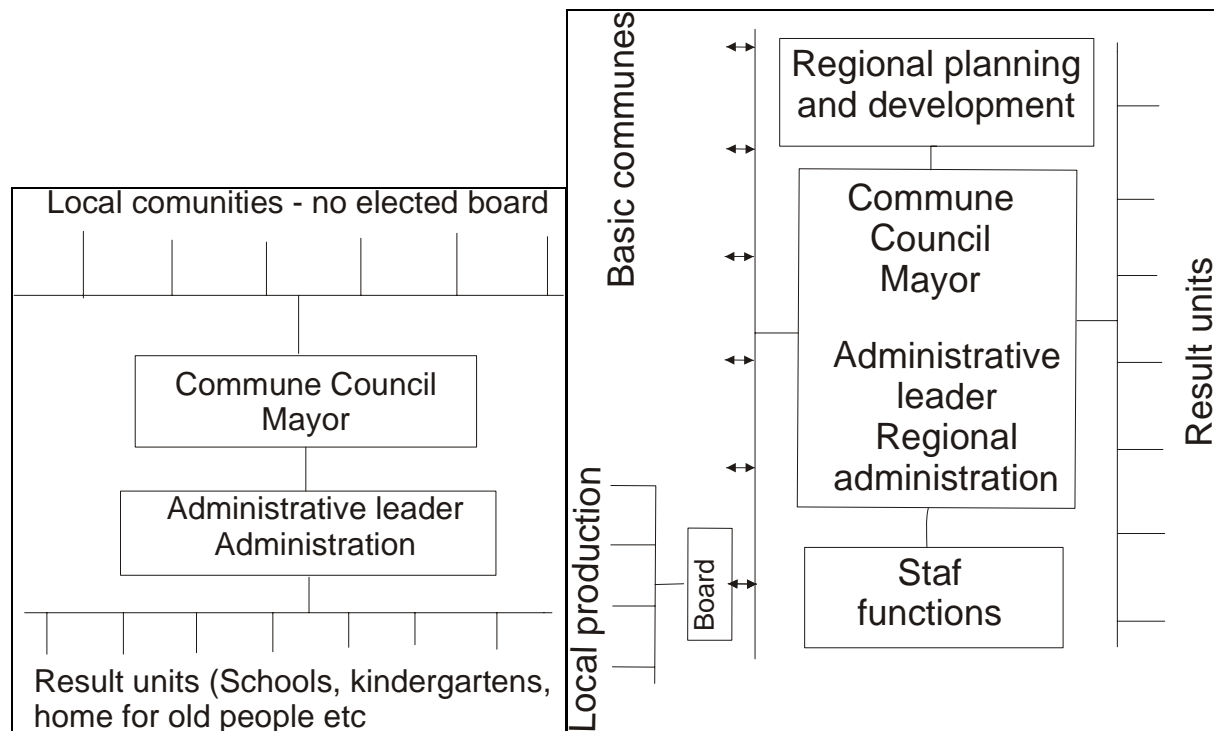 Local comunities - no elected board
Commune Council
Mayor
Administrative leader
Administration
Result units (Schools, kindergartens,
home for old people etc
Basic communes
Local production
Board
Regional planning
and development
Commune
Council
Mayor
Administrative
leader
Regional
administration
Staf
functions
Result units